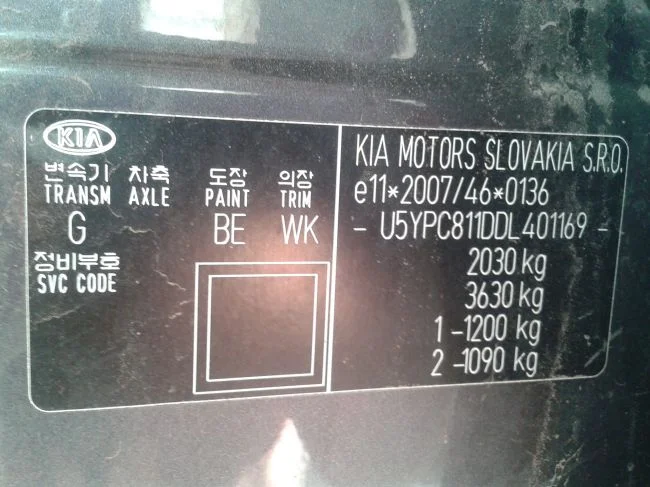 KIA
변속기 차축 도장 의장
TRANSM AXLE PAINT TRIM
G BE WK
정비부호
SVC CODE
KIA MOTORS SLOVAKIA S.R.O.
e11*2007/46*0136
- U5YPC811DDL401169 -
2030 kg
3630 kg
1 -1200 kg
2 -1090 kg